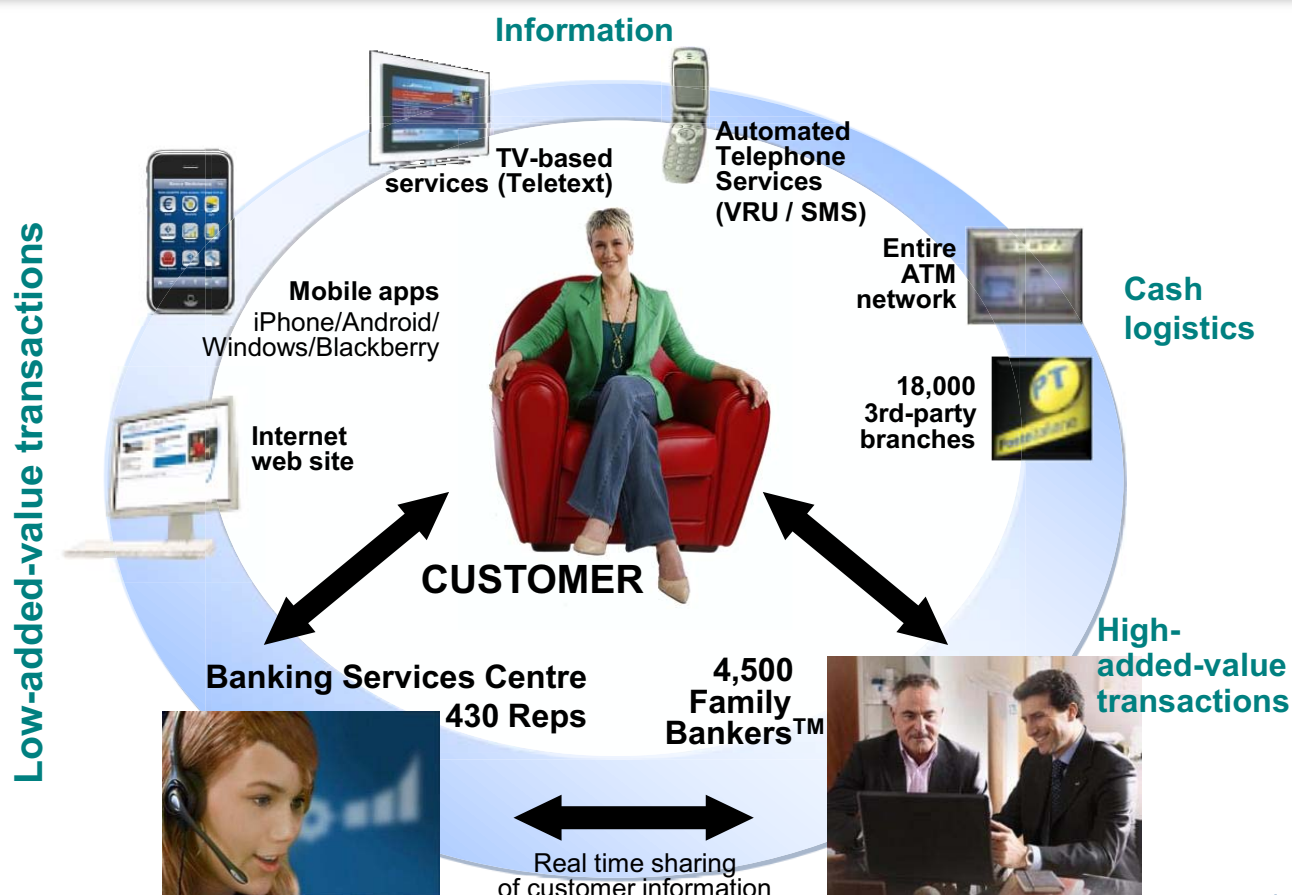 Information
TV-based
services (Teletext)
Automated
Telephone
Services
(VRU / SMS)
Entire
ATM
network
Cash
logistics
Mobile apps
iPhone/Android/
Windows/Blackberry
18,000
3rd-party
branches
PT
Posteitaliane
Internet
web site
Low-added-value transactions
CUSTOMER
High-
added-value
transactions
Banking Services Centre
430 Reps
4,500
Family
Bankers™
Real time sharing
of customer information